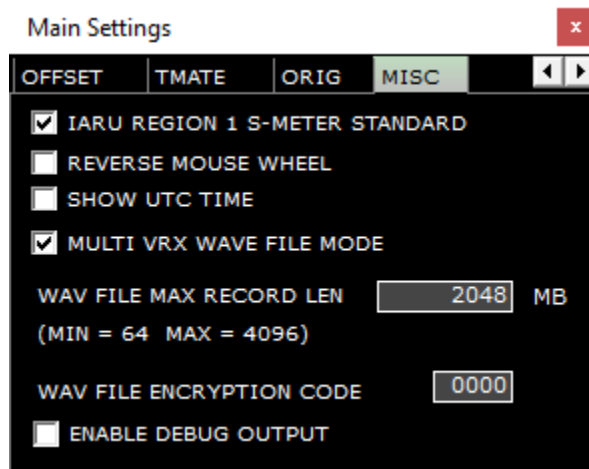 Main Settings x
OFFSET TMATE ORIG MISC
IARU REGION 1 S-METER STANDARD
REVERSE MOUSE WHEEL
SHOW UTC TIME
MULTI VRX WAVE FILE MODE
WAV FILE MAX RECORD LEN 2048 MB
(MIN = 64 MAX = 4096)
WAV FILE ENCRYPTION CODE 0000
ENABLE DEBUG OUTPUT